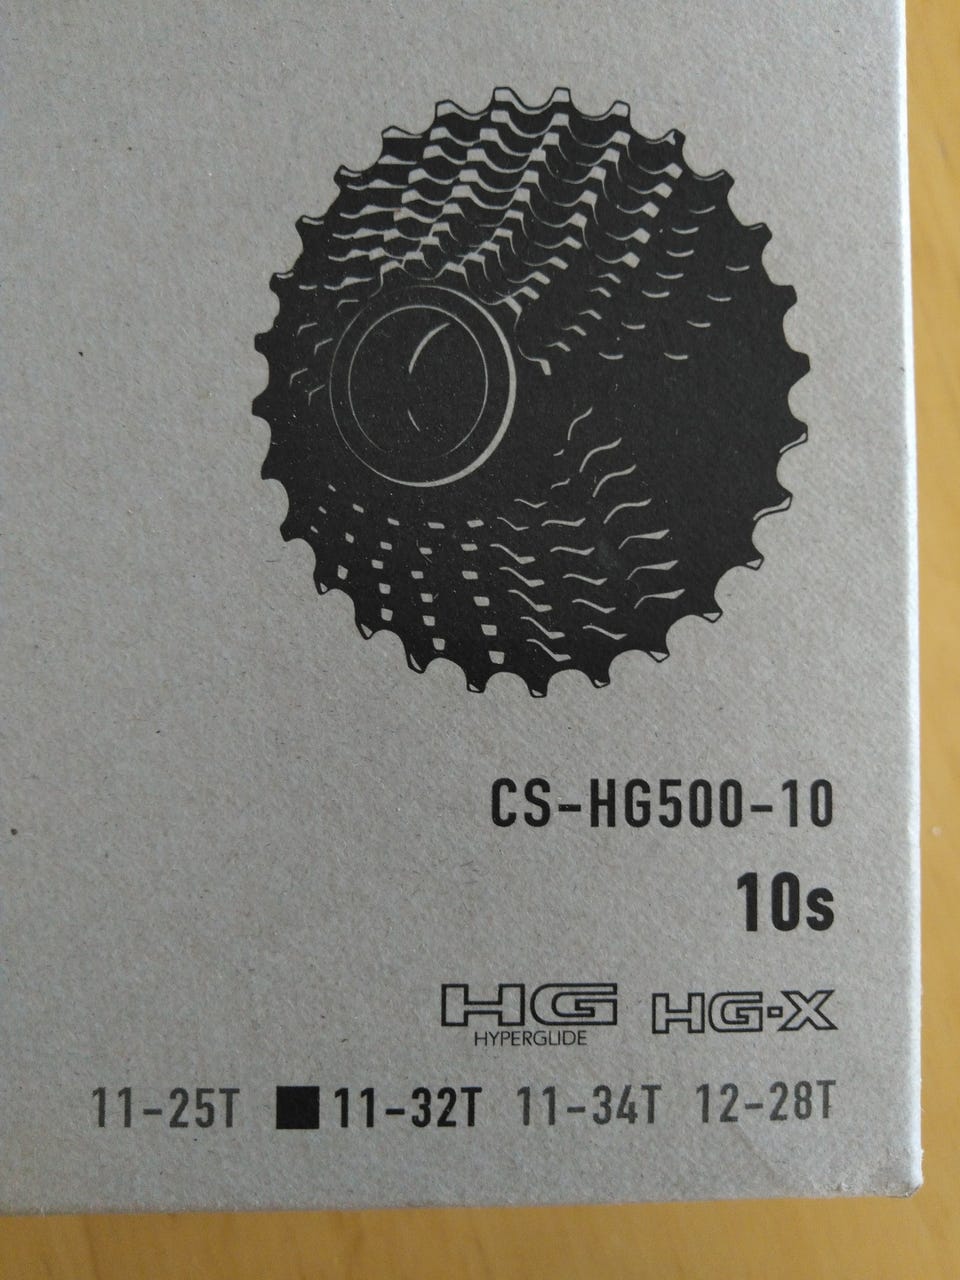 CS-HG500-10
10s
HG HG-X
HYPERGLIDE
11-25T ■11-32T 11-34T 12-28T